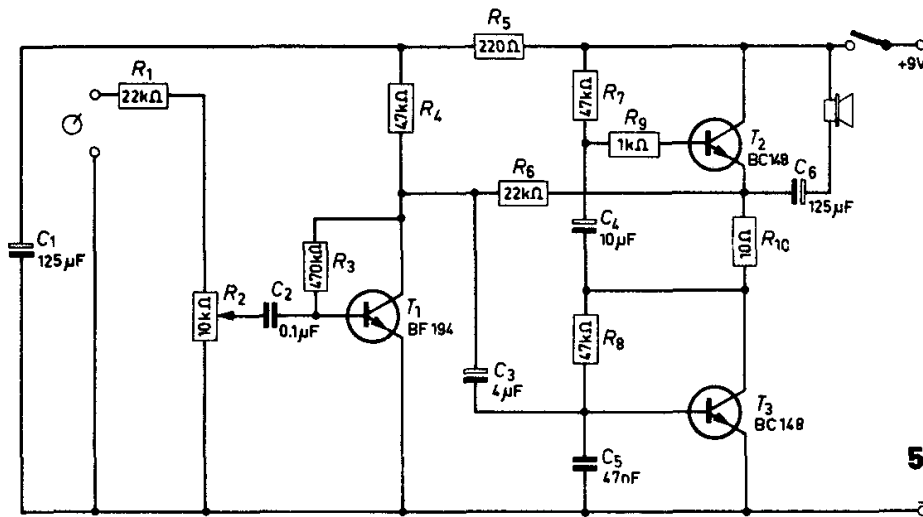 R5
220Ω
+9V
R1
22kΩ
47kΩ
R4
47kΩ
R7
R9
1kΩ
T2
BC148
R6
22kΩ
C6
125µF
C4
10µF
10Ω
R10
C1
125µF
470kΩ
R3
C2
0.1µF
R2
10kΩ
T1
BF194
47kΩ
R8
C3
4µF
T3
BC148
C5
47nF
5